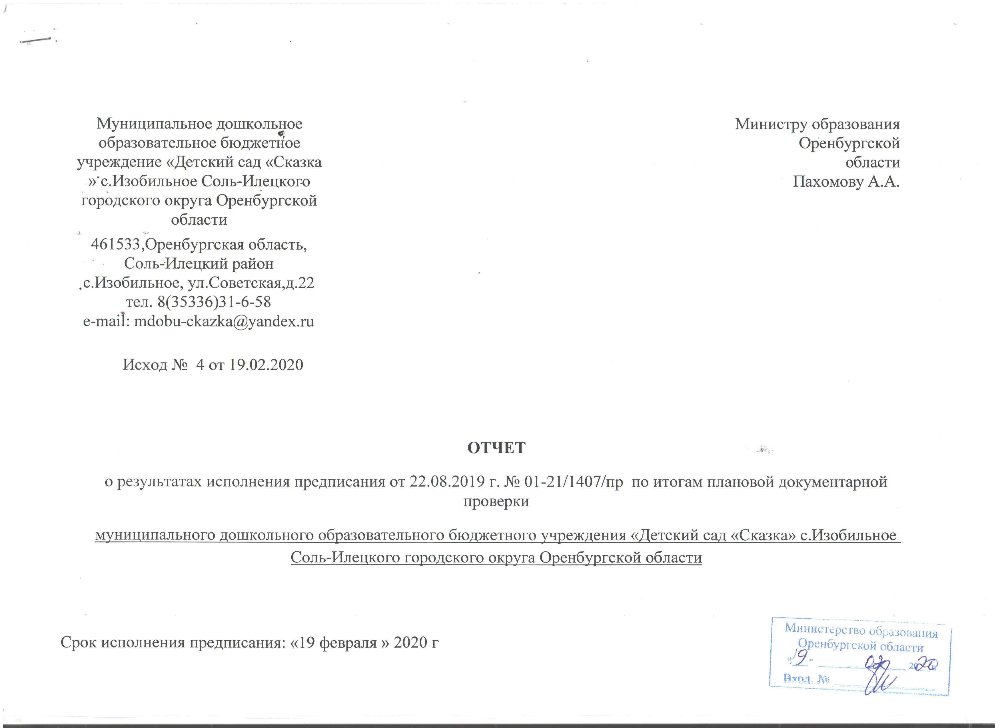 Муниципальное дошкольное
образовательное бюджетное
учреждение «Детский сад «Сказка
» с.Изобильное Соль-Илецкого
городского округа Оренбургской
области
461533,Оренбургская область,
Соль-Илецкий район
с.Изобильное, ул.Советская,д.22
тел. 8(35336)31-6-58
e-mail: mdobu-ckazka@yandex.ru
Исход № 4 от 19.02.2020
Министру образования
Оренбургской
области
Пахомову А.А.
ОТЧЕТ
о результатах исполнения предписания от 22.08.2019 г. № 01-21/1407/пр по итогам плановой документарной
проверки
муниципального дошкольного образовательного бюджетного учреждения «Детский сад «Сказка» с.Изобильное
Соль-Илецкого городского округа Оренбургской области
Срок исполнения предписания: «19 февраля » 2020 г
Министерство образования
Оренбургской области
“19“ 02 2020 г.
Вход. №